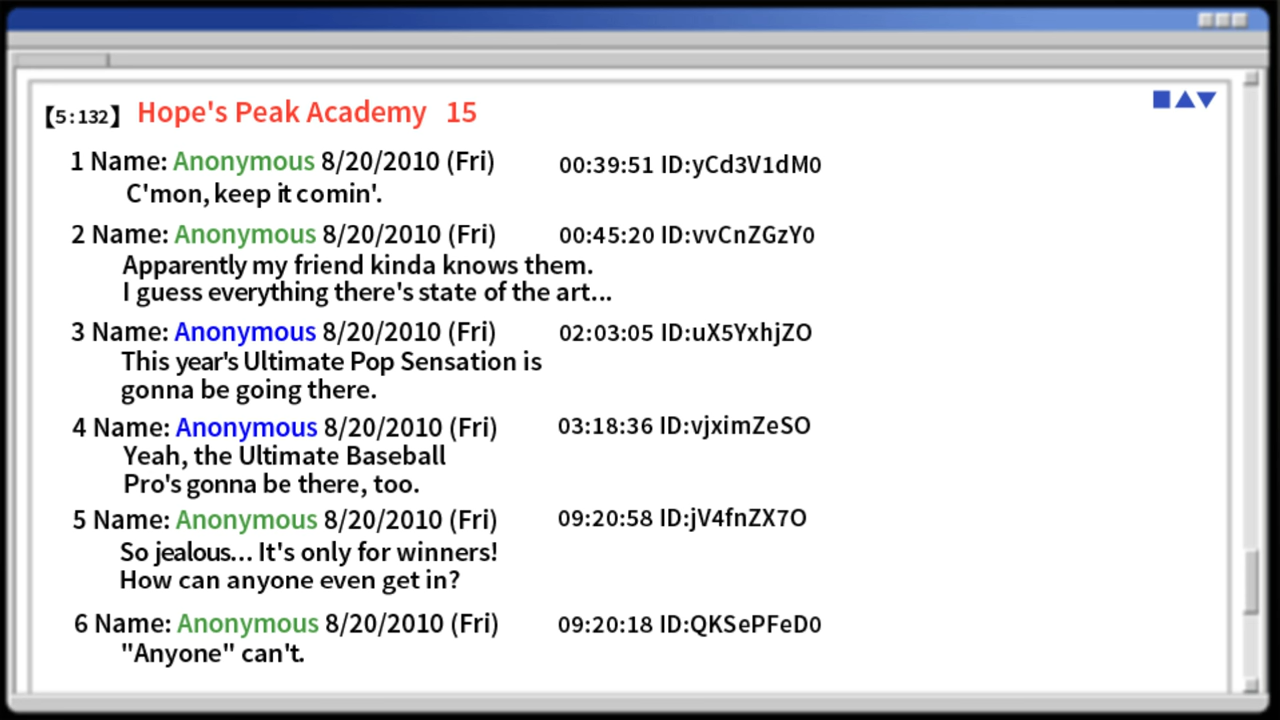 【5:132】 Hope's Peak Academy 15
1 Name: Anonymous 8/20/2010 (Fri) 00:39:51 ID:yCd3V1dM0
C'mon, keep it comin'.
2 Name: Anonymous 8/20/2010 (Fri) 00:45:20 ID:vvCnZGzY0
Apparently my friend kinda knows them.
I guess everything there's state of the art...
3 Name: Anonymous 8/20/2010 (Fri) 02:03:05 ID:uX5YxhjZO
This year's Ultimate Pop Sensation is
gonna be going there.
4 Name: Anonymous 8/20/2010 (Fri) 03:18:36 ID:vjximZeSO
Yeah, the Ultimate Baseball
Pro's gonna be there, too.
5 Name: Anonymous 8/20/2010 (Fri) 09:20:58 ID:jV4fnZX7O
So jealous... It's only for winners!
How can anyone even get in?
6 Name: Anonymous 8/20/2010 (Fri) 09:20:18 ID:QKSePFeD0
"Anyone" can't.